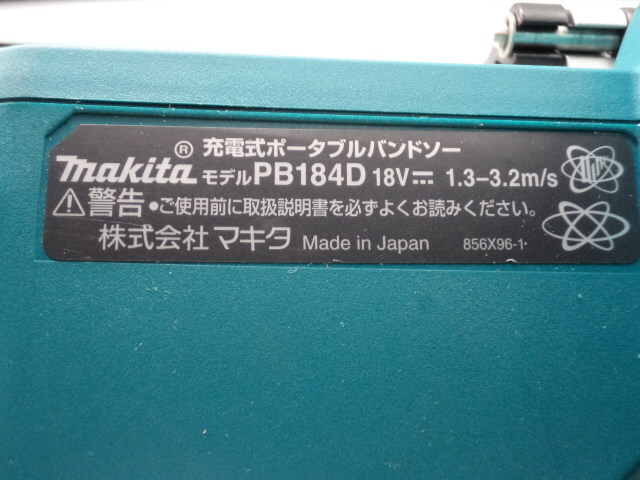 ® 充電式ポータブルバンドソー
makita モデルPB184D 18V⎓ 1.3-3.2m/s
⚠警告 •ご使用前に取扱説明書を必ずよくお読みください。
株式会社 マキタ Made in Japan 856X96-1·